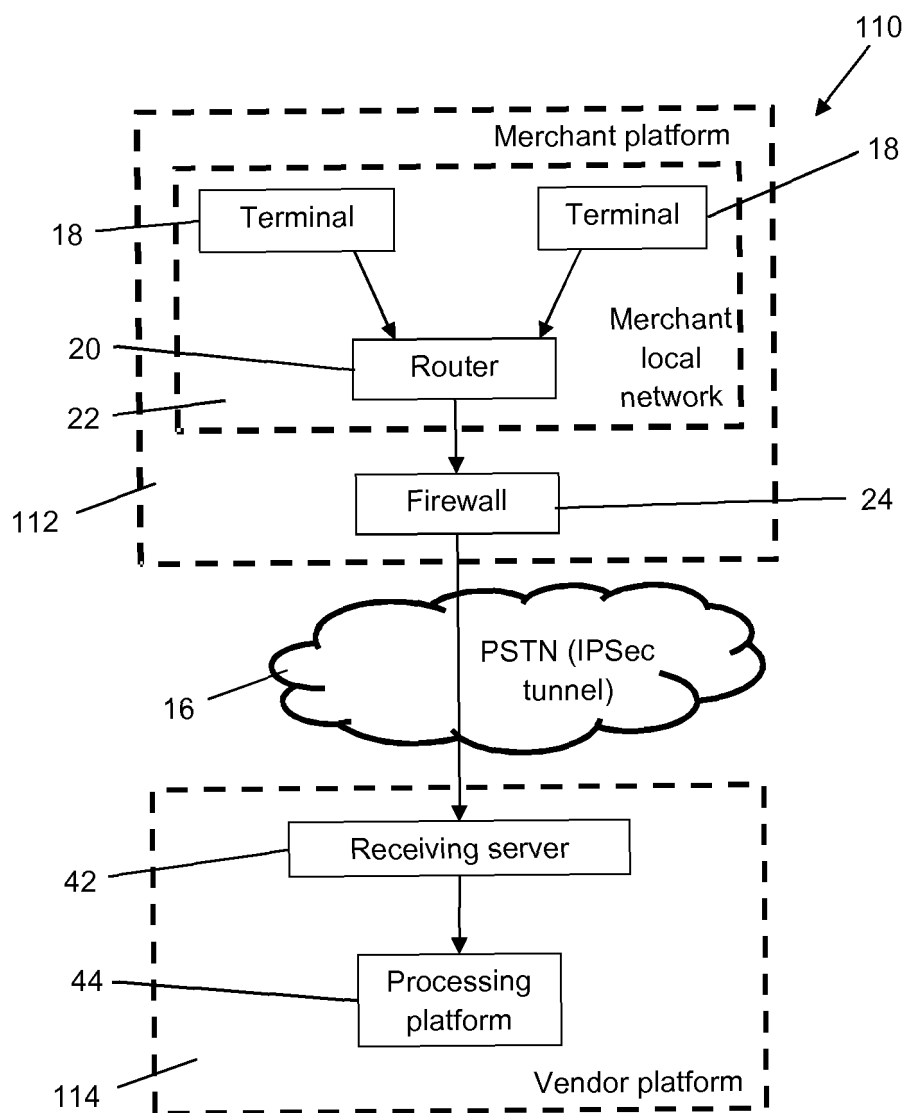 110
Merchant platform
18
18
Terminal
Terminal
20
Router
Merchant
local
network
22
112
Firewall
24
PSTN (IPSec
tunnel)
16
Receiving server
42
44
Processing
platform
114
Vendor platform